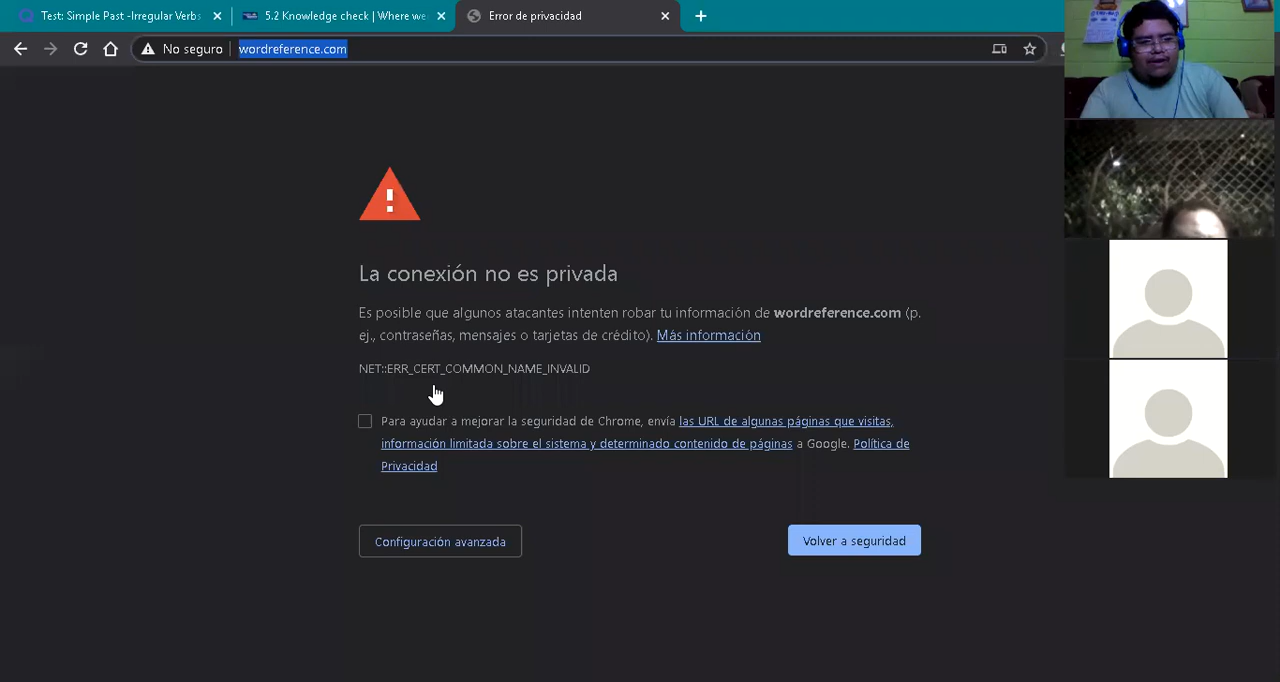 Test: Simple Past -Irregular Verbs
5.2 Knowledge check | Where we
Error de privacidad
No seguro
wordreference.com
La conexión no es privada
Es posible que algunos atacantes intenten robar tu información de wordreference.com (p.
ej., contraseñas, mensajes o tarjetas de crédito). Más información
NET::ERR_CERT_COMMON_NAME_INVALID
Para ayudar a mejorar la seguridad de Chrome, envía las URL de algunas páginas que visitas,
información limitada sobre el sistema y determinado contenido de páginas a Google. Política de
Privacidad
Configuración avanzada
Volver a seguridad